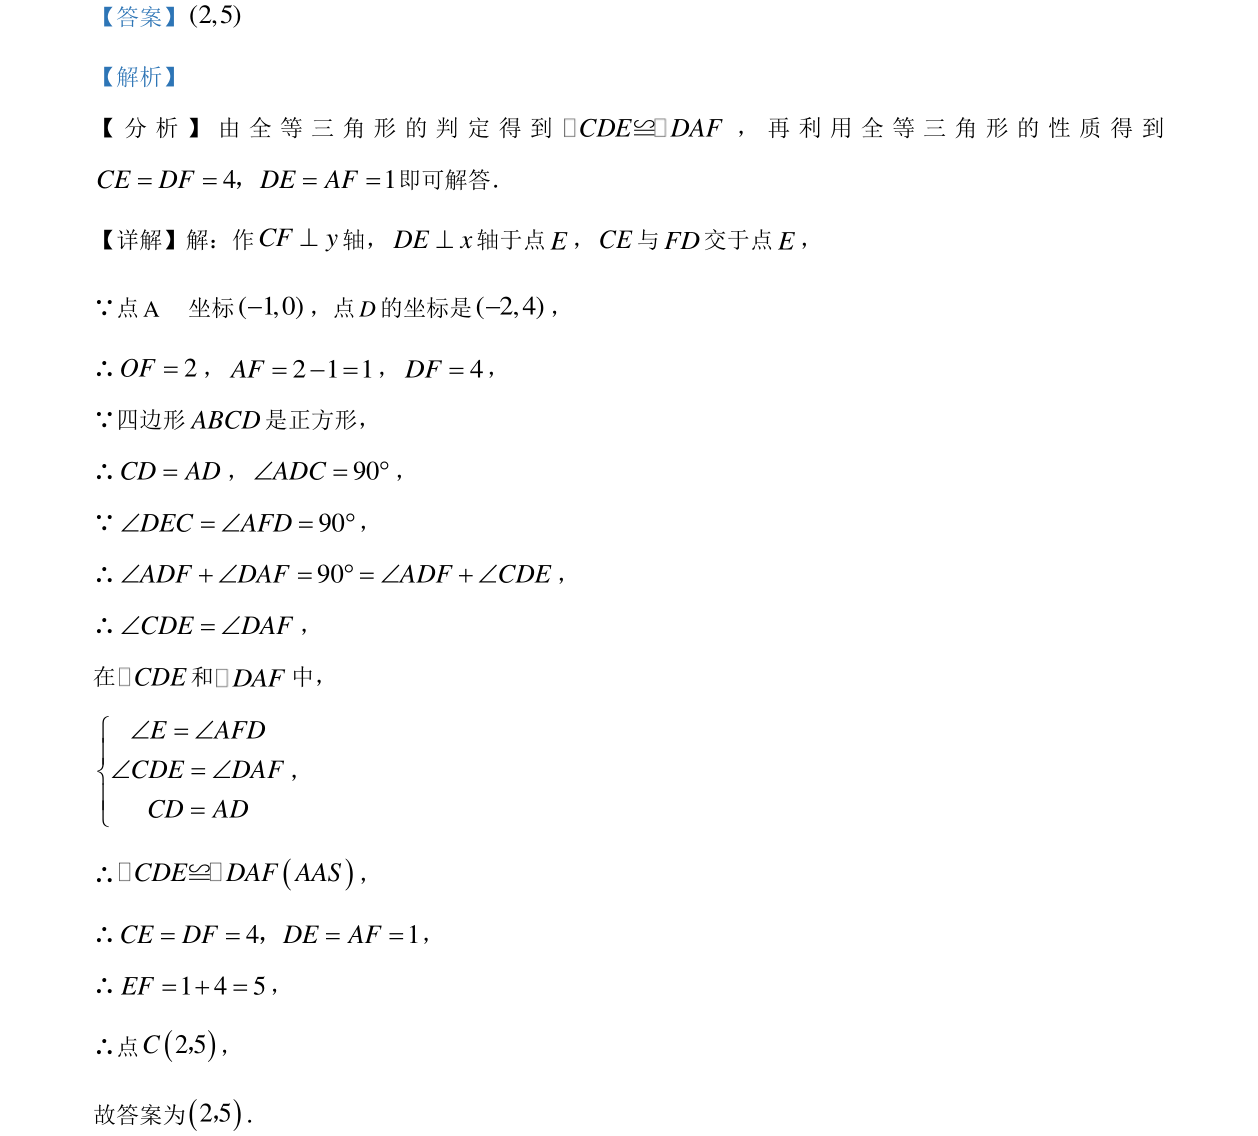 【答案】(2,5)
【解析】
【分析】由全等三角形的判定得到□CDE≌□DAF，再利用全等三角形的性质得到
CE = DF = 4，DE = AF =1即可解答.
【详解】解：作CF⊥y轴，DE⊥x轴于点E，CE与FD交于点E，
∵点A 坐标(−1,0)，点D的坐标是(−2,4)，
∴OF = 2，AF = 2−1=1，DF = 4，
∵四边形ABCD是正方形，
∴CD = AD，∠ADC = 90°，
∵∠DEC = ∠AFD = 90°，
∴∠ADF + ∠DAF = 90° = ∠ADF + ∠CDE，
∴∠CDE = ∠DAF，
在□CDE和□DAF中，
∠E = ∠AFD
∠CDE = ∠DAF，
CD = AD
∴□CDE≌□DAF(AAS)，
∴CE = DF = 4，DE = AF =1，
∴EF =1+4 = 5，
∴点C(2,5)，
故答案为(2,5).